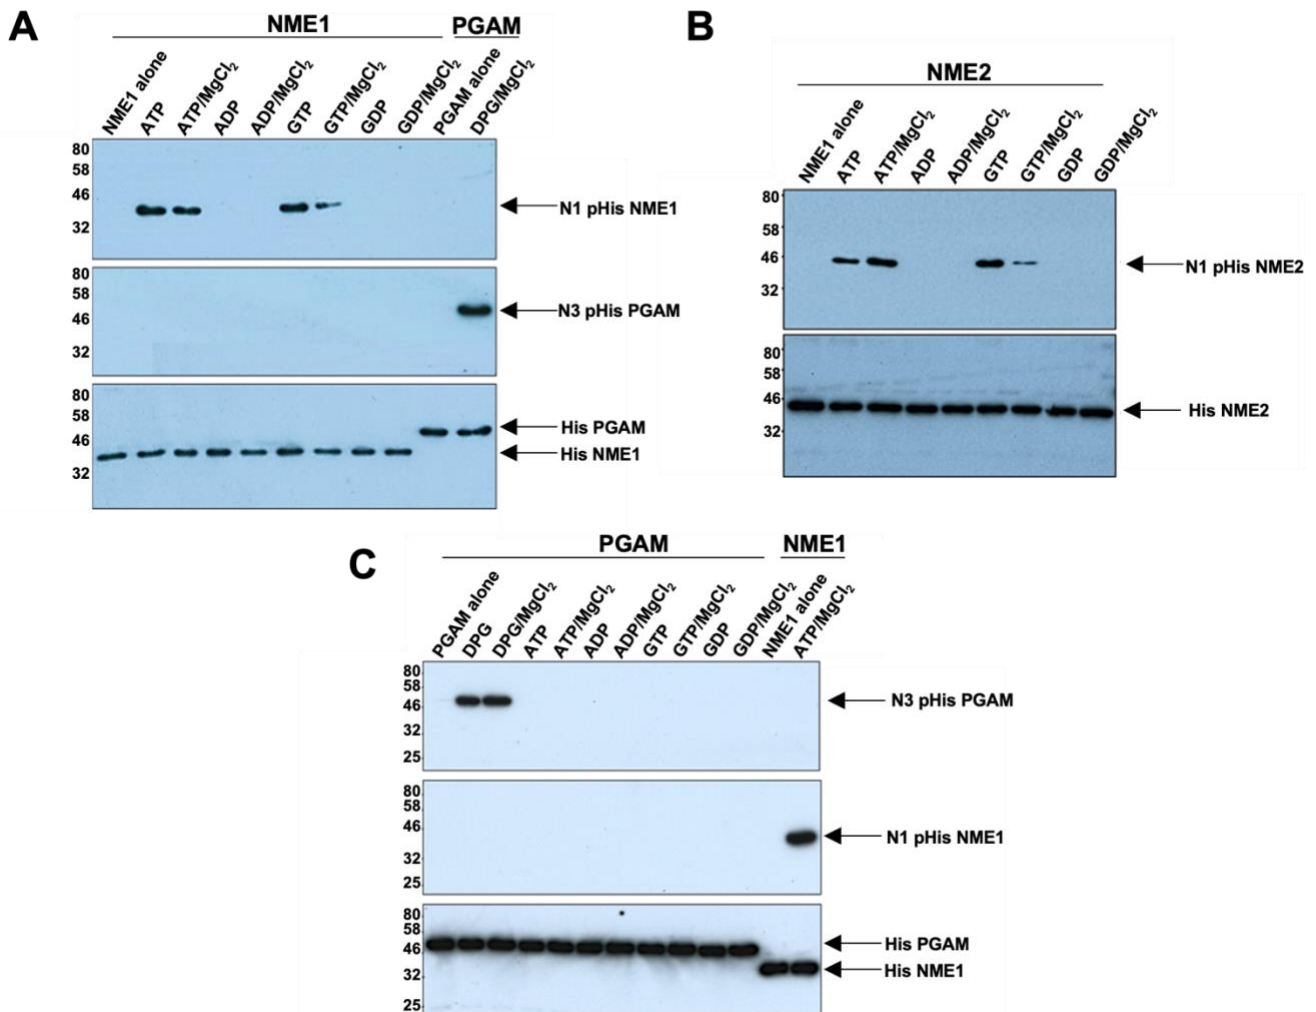 A
NME1 PGAM
NME1 alone
ATP
ATP/MgCl₂
ADP
ADP/MgCl₂
GTP
GTP/MgCl₂
GDP
GDP/MgCl₂
PGAM alone
DPG/MgCl₂
80
58
46
32
N1 pHis NME1
80
58
46
32
N3 pHis PGAM
80
58
46
32
His PGAM
His NME1
B
NME2
NME1 alone
ATP
ATP/MgCl₂
ADP
ADP/MgCl₂
GTP
GTP/MgCl₂
GDP
GDP/MgCl₂
80
58
46
32
N1 pHis NME2
80
58
46
32
His NME2
C
PGAM NME1
PGAM alone
DPG
DPG/MgCl₂
ATP
ATP/MgCl₂
ADP
ADP/MgCl₂
GTP
GTP/MgCl₂
GDP
GDP/MgCl₂
NME1 alone
ATP/MgCl₂
80
58
46
32
25
N3 pHis PGAM
80
58
46
32
25
N1 pHis NME1
80
58
46
32
25
His PGAM
His NME1